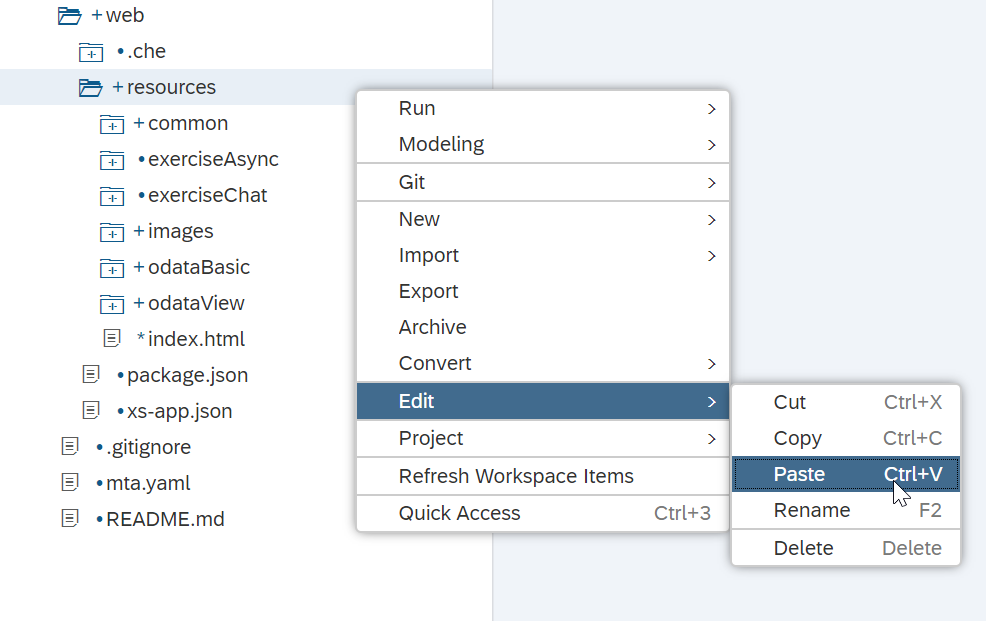 + web
• .che
+ resources
+ common
• exerciseAsync
• exerciseChat
+ images
+ odataBasic
+ odataView
* index.html
• package.json
• xs-app.json
• .gitignore
• mta.yaml
• README.md
Run
Modeling
Git
New
Import
Export
Archive
Convert
Edit
Project
Refresh Workspace Items
Quick Access Ctrl+3
Cut Ctrl+X
Copy Ctrl+C
Paste Ctrl+V
Rename F2
Delete Delete